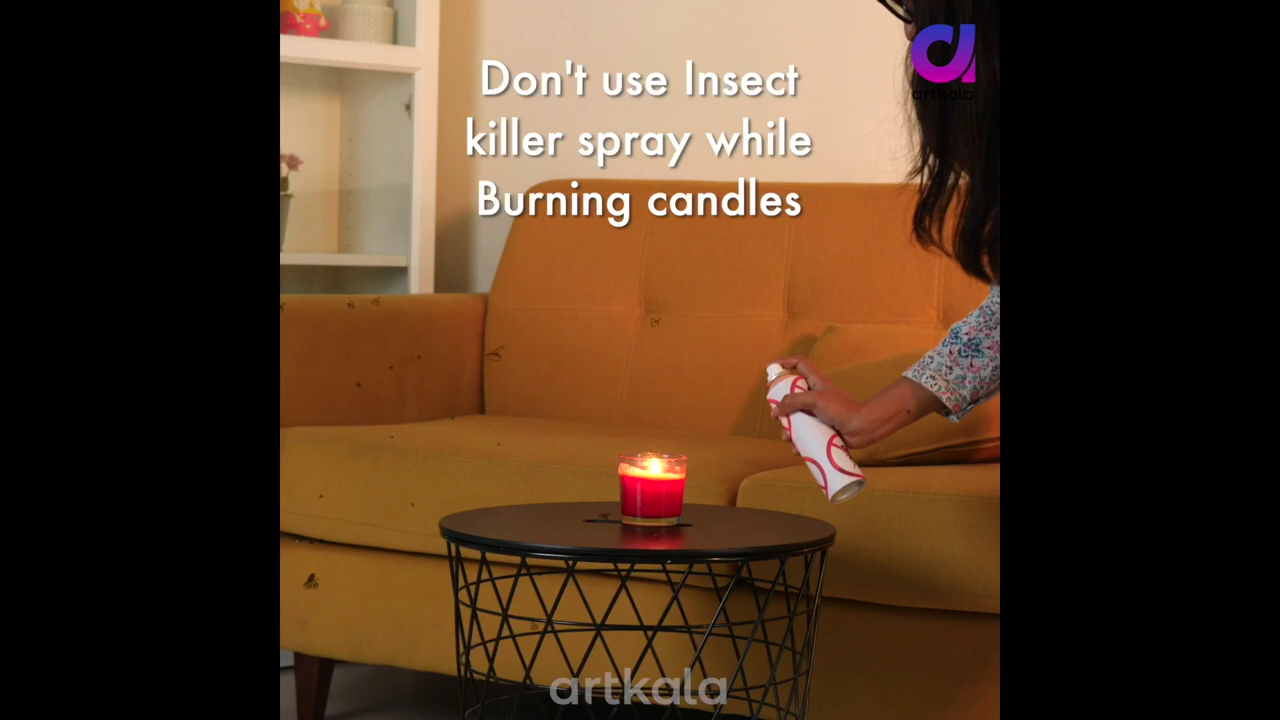 Don't use Insect
killer spray while
Burning candles
artkala
artkala